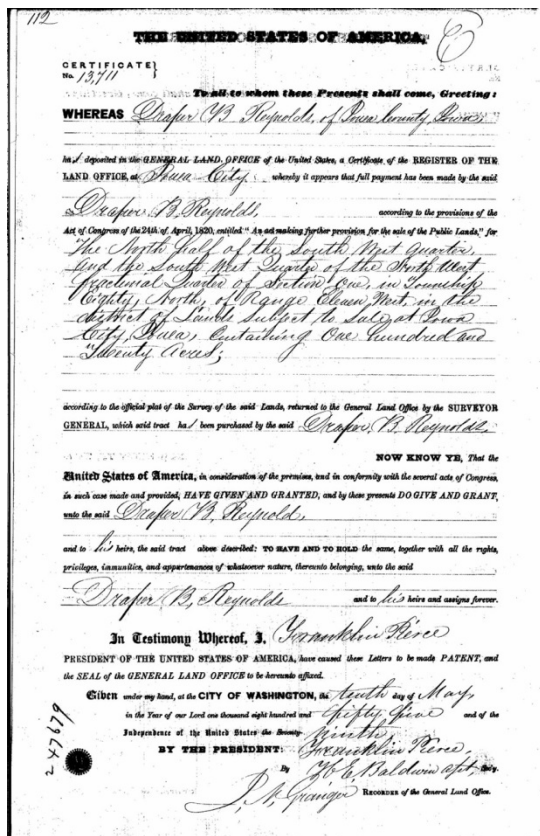 112
THE UNITED STATES OF AMERICA,
CERTIFICATE
No. 13,711
To all to whom these Presents shall come, Greeting:
WHEREAS Draper B. Reynolds, of Iowa County, Iowa,
ha s deposited in the GENERAL LAND OFFICE of the United States, a Certificate of the REGISTER OF THE
LAND OFFICE, at Iowa City whereby it appears that full payment has been made by the said
Draper B. Reynolds, according to the provisions of the
Act of Congress of the 24th of April, 1820, entitled "An act making further provision for the sale of the Public Lands," for
The North half of the South West quarter,
and the South West Quarter of the North West
fractional Quarter of Section One, in Township
Eighty, North, of Range Eleven West, in the
district of Lands Subject to Sale at Iowa
City, Iowa, Containing One hundred and
Twenty Acres;
according to the official plat of the Survey of the said Lands, returned to the General Land Office by the SURVEYOR
GENERAL, which said tract ha s been purchased by the said Draper B. Reynolds,
NOW KNOW YE, That the
United States of America, in consideration of the premises, and in conformity with the several acts of Congress,
in such case made and provided, HAVE GIVEN AND GRANTED, and by these presents DO GIVE AND GRANT,
unto the said Draper B. Reynold,
and to his heirs, the said tract above described: TO HAVE AND TO HOLD the same, together with all the rights,
privileges, immunities, and appurtenances of whatsoever nature, thereunto belonging, unto the said
Draper B. Reynolds and to his heirs and assigns forever.
In Testimony Whereof, I, Franklin Pierce
PRESIDENT OF THE UNITED STATES OF AMERICA, have caused these Letters to be made PATENT, and
the SEAL of the GENERAL LAND OFFICE to be hereunto affixed.
Given under my hand, at the CITY OF WASHINGTON, the tenth day of May,
in the Year of our Lord one thousand eight hundred and fifty five and of the
Independence of the United States the Seventy ninth,
BY THE PRESIDENT: Franklin Pierce,
By H. E. Baldwin asst. Sec'y.
J. N. Granger RECORDER of the General Land Office.
247679